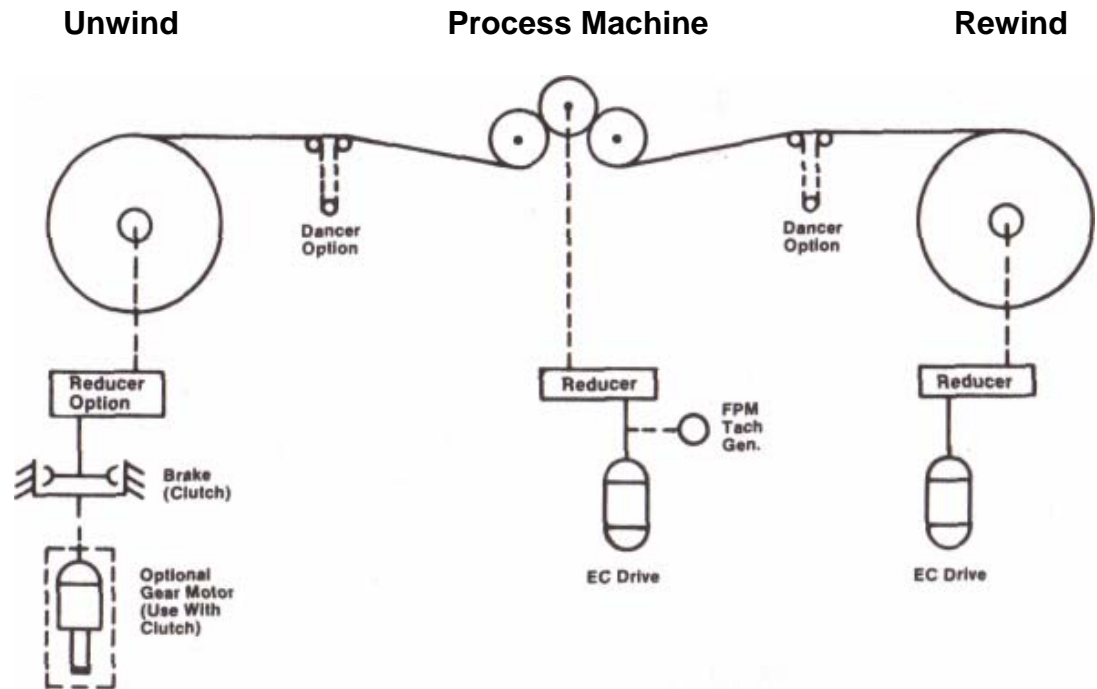 Unwind
Process Machine
Rewind
Dancer
Option
Dancer
Option
Reducer
Option
Brake
(Clutch)
Optional
Gear Motor
(Use With
Clutch)
Reducer
FPM
Tach
Gen.
EC Drive
Reducer
EC Drive